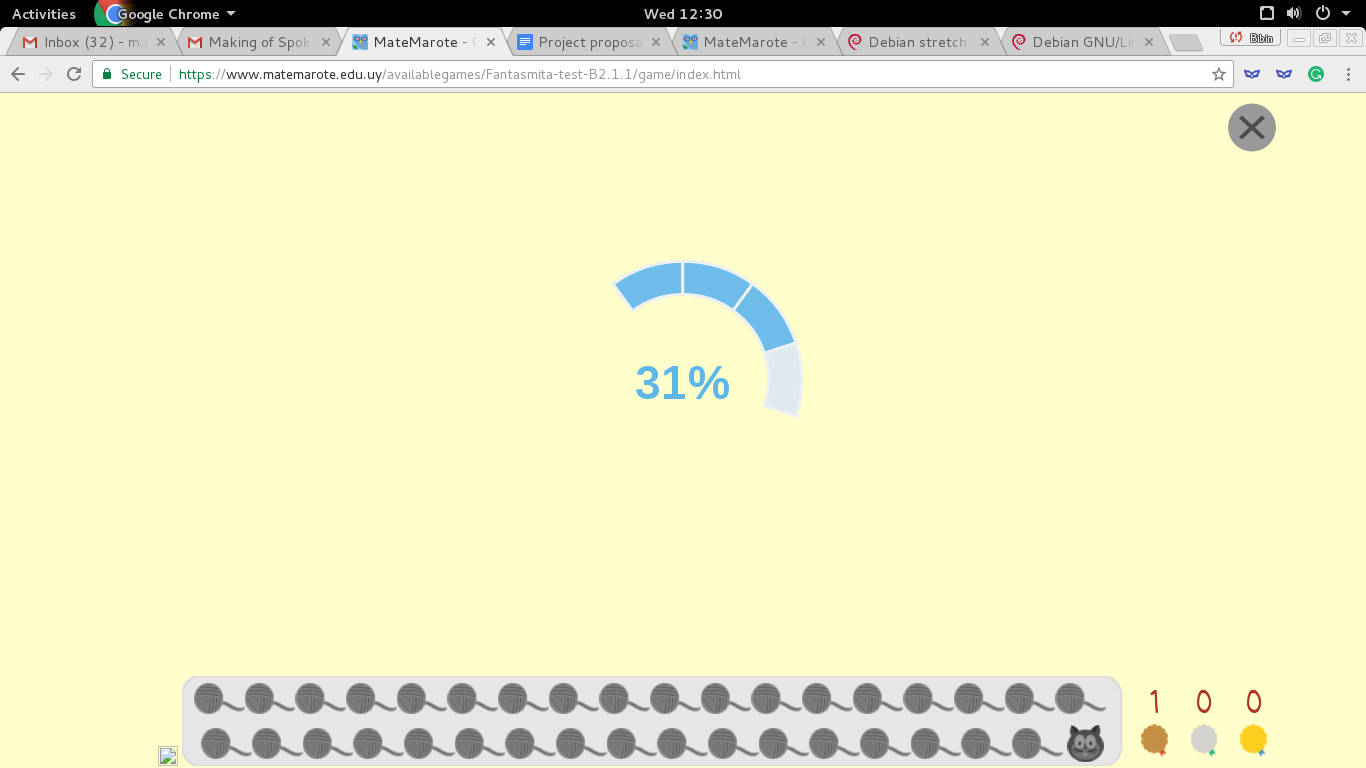 Activities Google Chrome Wed 12:30
Inbox (32) - m. Making of Spok MateMarote - Project proposa MateMarote - Debian stretch Debian GNU/Li Bibin
Secure https://www.matemarote.edu.uy/availablegames/Fantasmita-test-B2.1.1/game/index.html
31%
1 0 0